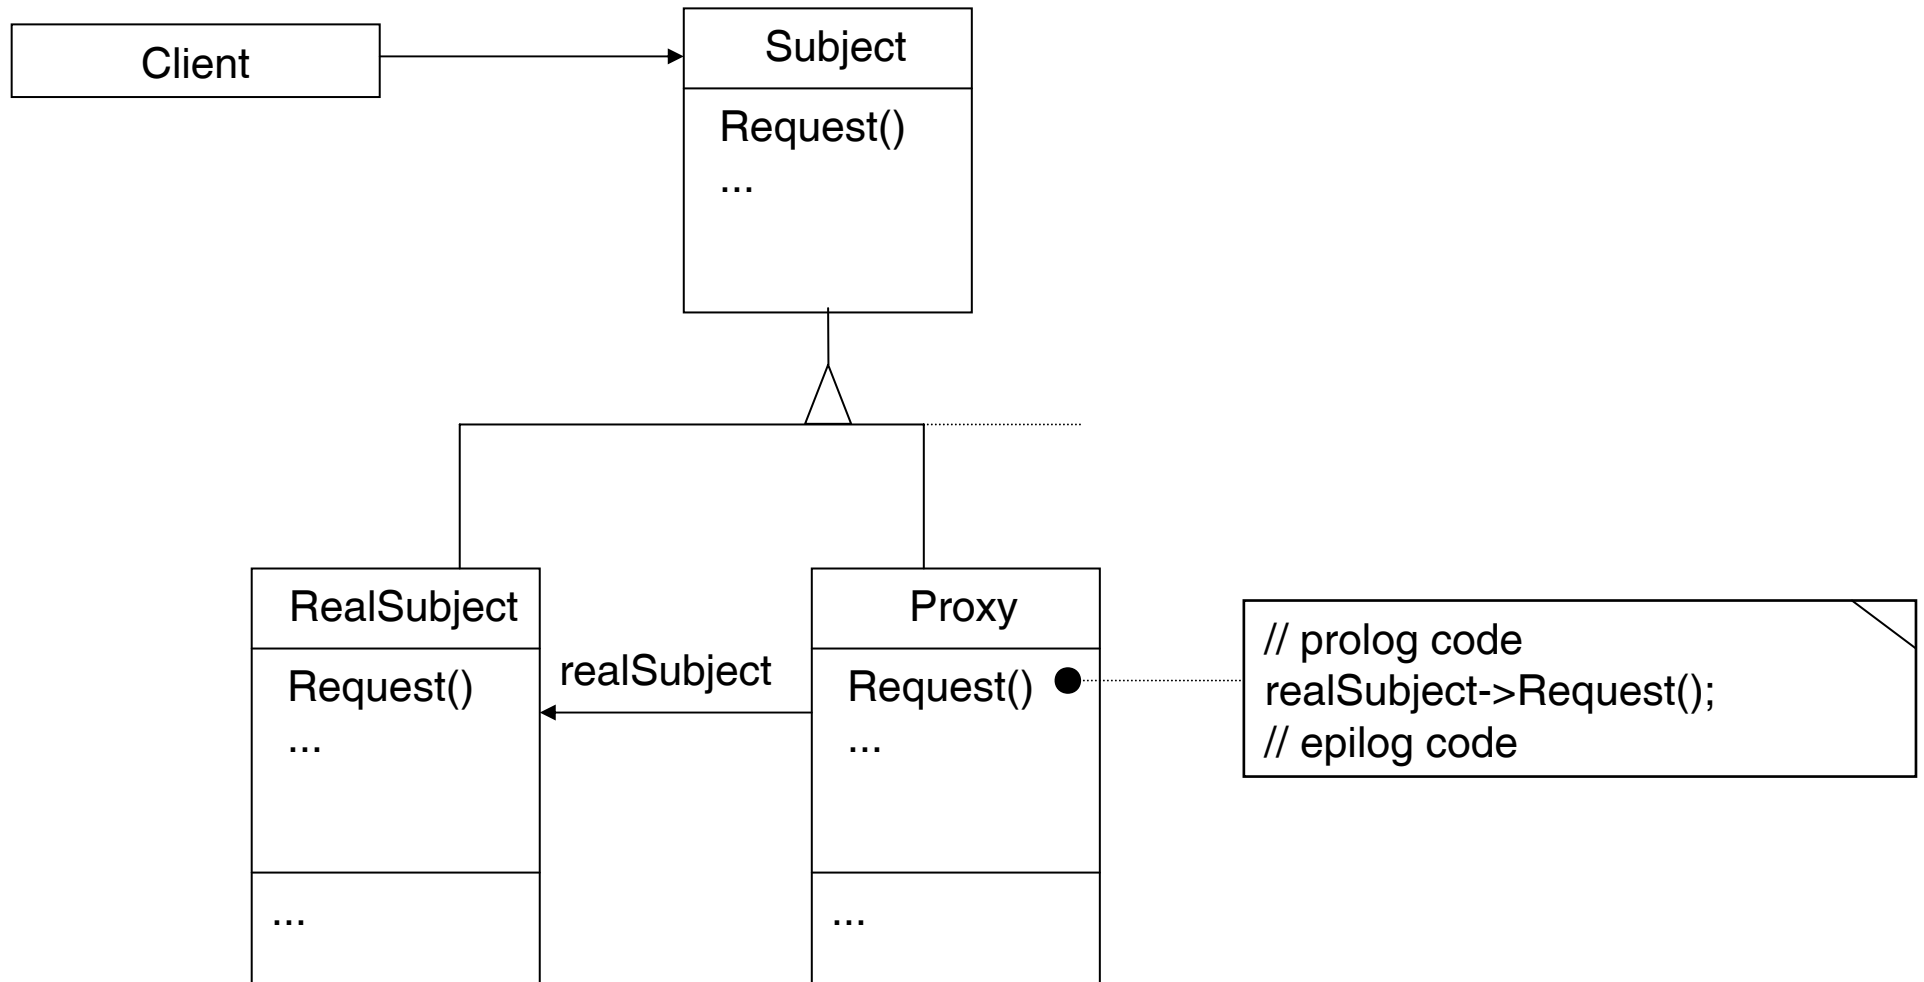 Client
Subject
Request()
...
RealSubject
Request()
...
...
realSubject
Proxy
Request()
...
...
// prolog code
realSubject->Request();
// epilog code